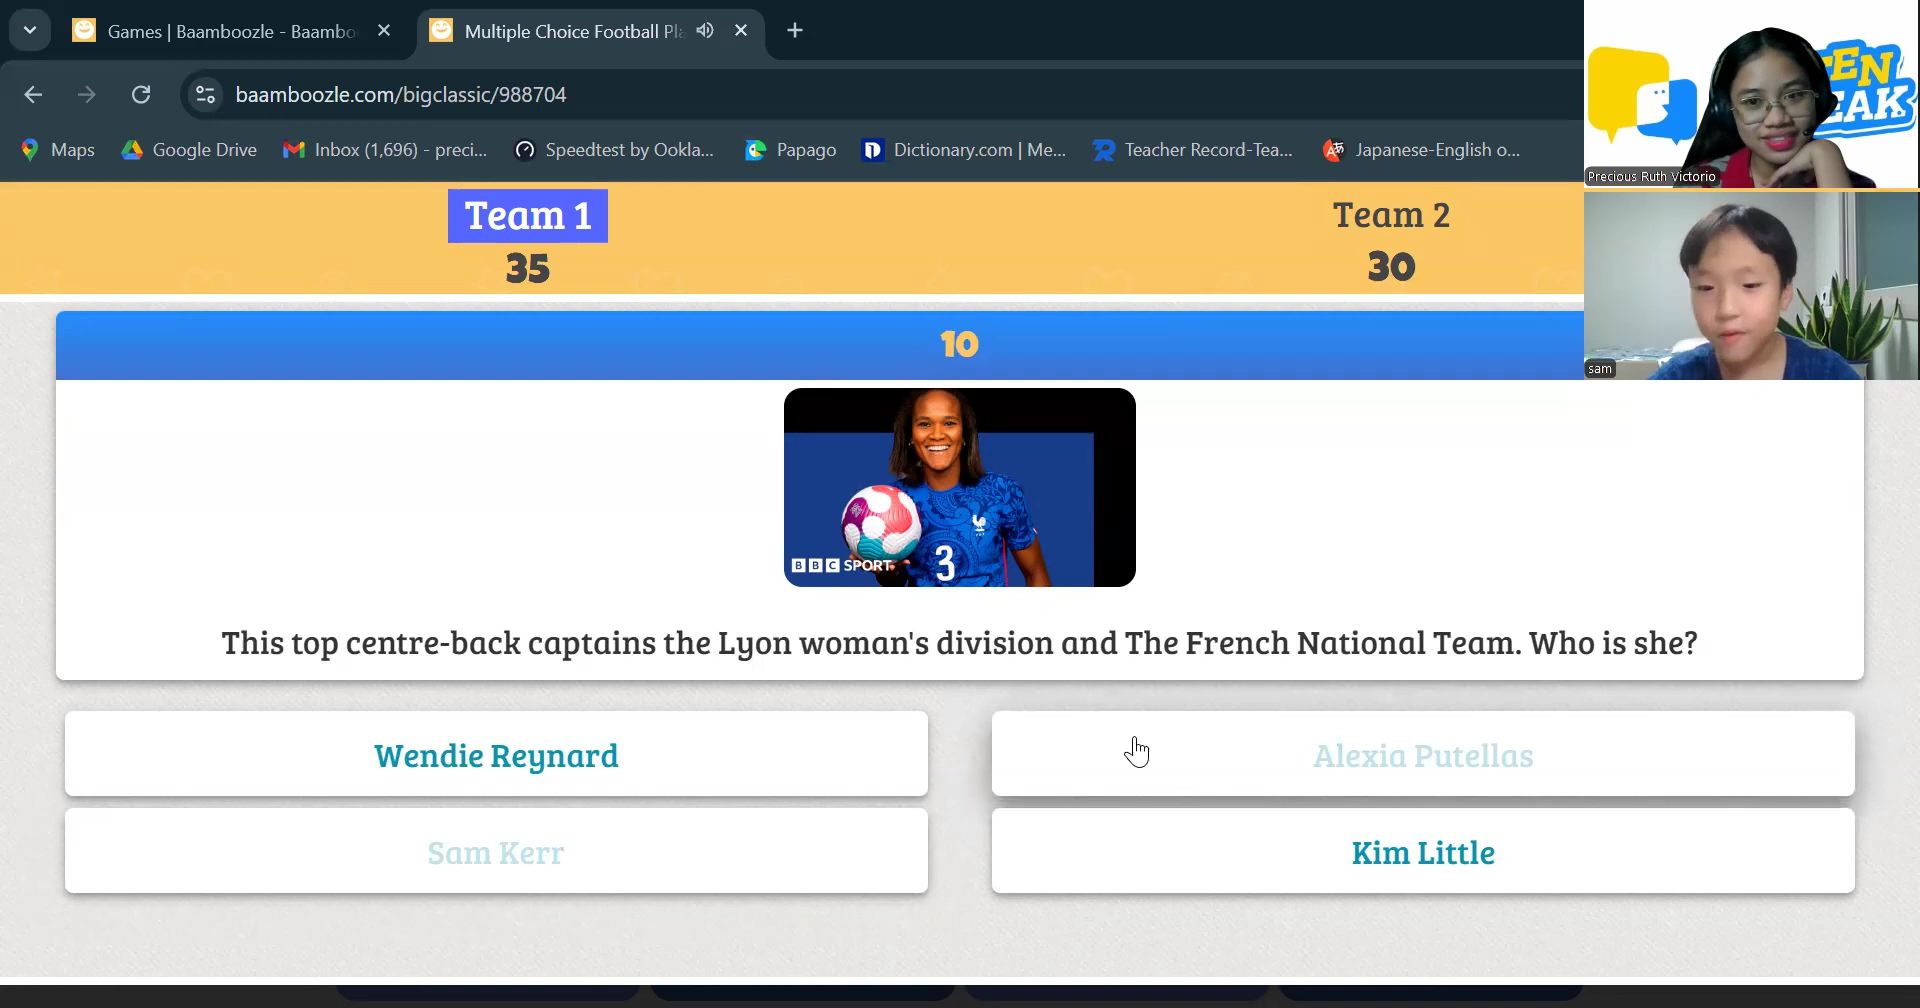 Games | Baamboozle - Baambo
Multiple Choice Football Pla
baamboozle.com/bigclassic/988704
Maps
Google Drive
Inbox (1,696) - preci...
Speedtest by Ookla...
Papago
Dictionary.com | Me...
Teacher Record-Tea...
Japanese-English o...
EN
EAK
Precious Ruth Victorio
sam
Team 1
35
Team 2
30
10
BBC SPORT
3
This top centre-back captains the Lyon woman's division and The French National Team. Who is she?
Wendie Reynard
Alexia Putellas
Sam Kerr
Kim Little